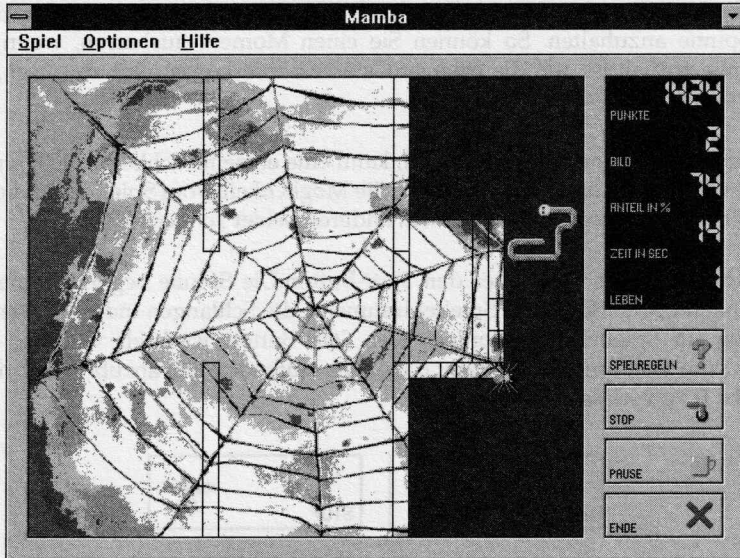 Mamba
Spiel Optionen Hilfe
1424
PUNKTE
2
BILD
74
ANTEIL IN %
14
ZEIT IN SEC
1
LEBEN
SPIELREGELN
STOP
PAUSE
ENDE